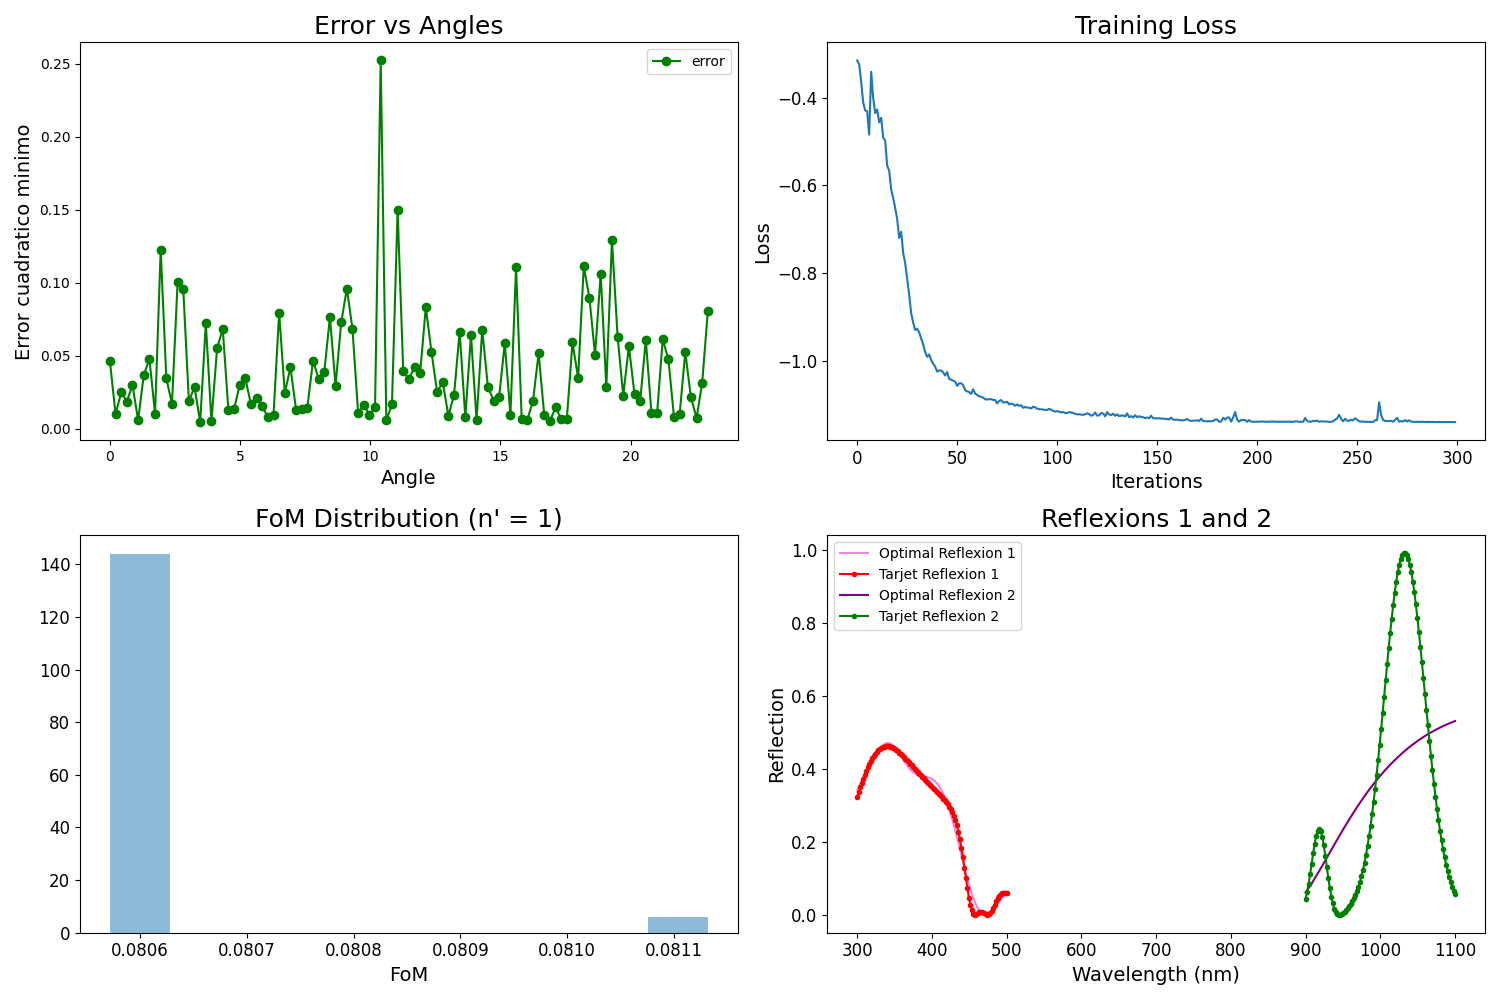 Error vs Angles
Error cuadratico minimo
0.25
0.20
0.15
0.10
0.05
0.00
error
0 5 10 15 20
Angle
Training Loss
Loss
−0.4
−0.6
−0.8
−1.0
0 50 100 150 200 250 300
Iterations
FoM Distribution (n' = 1)
140
120
100
80
60
40
20
0
0.0806 0.0807 0.0808 0.0809 0.0810 0.0811
FoM
Reflexions 1 and 2
Reflection
1.0
0.8
0.6
0.4
0.2
0.0
Optimal Reflexion 1
Tarjet Reflexion 1
Optimal Reflexion 2
Tarjet Reflexion 2
300 400 500 600 700 800 900 1000 1100
Wavelength (nm)